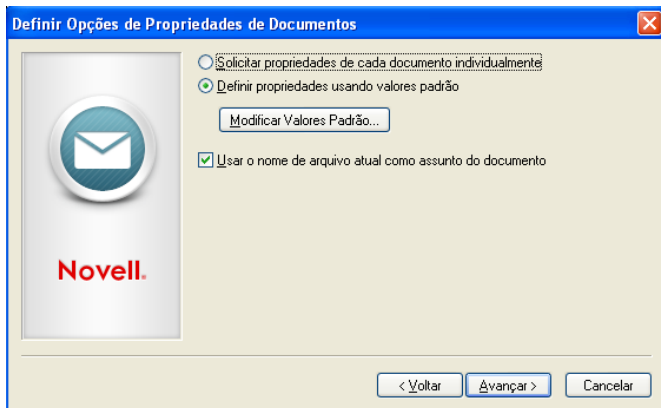 Definir Opções de Propriedades de Documentos
Solicitar propriedades de cada documento individualmente
Definir propriedades usando valores padrão
Modificar Valores Padrão...
Usar o nome de arquivo atual como assunto do documento
Novell.
< Voltar
Avançar >
Cancelar